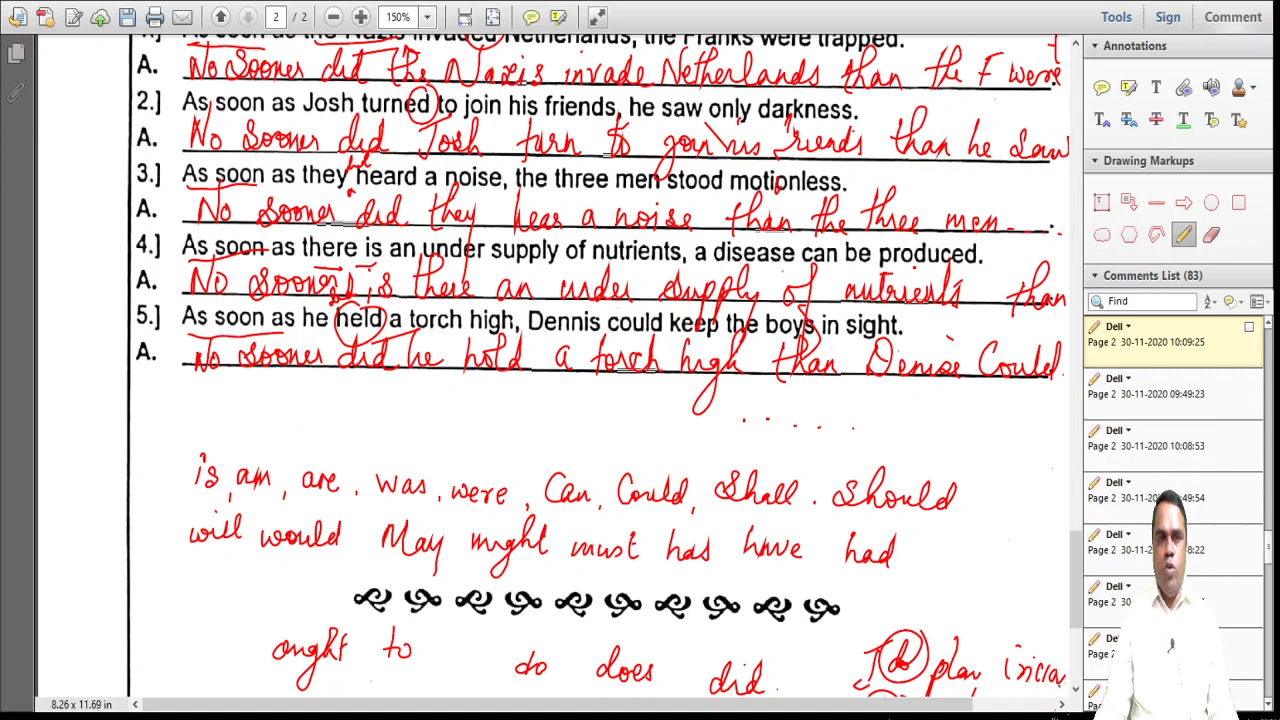 2 / 2
150%
Tools
Sign
Comment
As soon as the Nazis invaded Netherlands, the Franks were trapped.
A. No Sooner did the Nazis invade Netherlands than the F were t
2.] As soon as Josh turned to join his friends, he saw only darkness.
A. No sooner did Josh turn to join his friends than he saw
3.] As soon as they heard a noise, the three men stood motionless.
A. No sooner did they hear a noise than the three men----.
4.] As soon as there is an under supply of nutrients, a disease can be produced.
A. No sooner is there an under supply of nutrients than
5.] As soon as he held a torch high, Dennis could keep the boys in sight.
A. No sooner did he hold a torch high than Denise Could
.....
is, am, are, was, were, Can, Could, Shall. Should
will would May might must has have had
ought to
do does did.
do play
Annotations
Drawing Markups
Comments List (83)
Find
Dell
Page 2 30-11-2020 10:09:25
Dell
Page 2 30-11-2020 09:49:23
Dell
Page 2 30-11-2020 10:08:53
Dell
Dell
Dell
Dell
Page 2 30
8.26 x 11.69 in